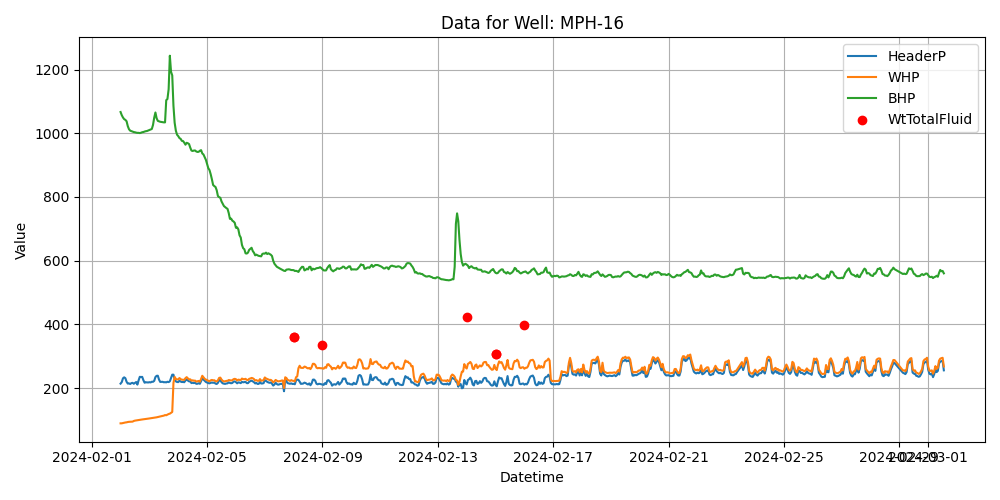 Data for Well: MPH-16
HeaderP
WHP
BHP
WtTotalFluid
Value
1200
1000
800
600
400
200
2024-02-01
2024-02-05
2024-02-09
2024-02-13
2024-02-17
2024-02-21
2024-02-25
2024-02-29
2024-03-01
Datetime